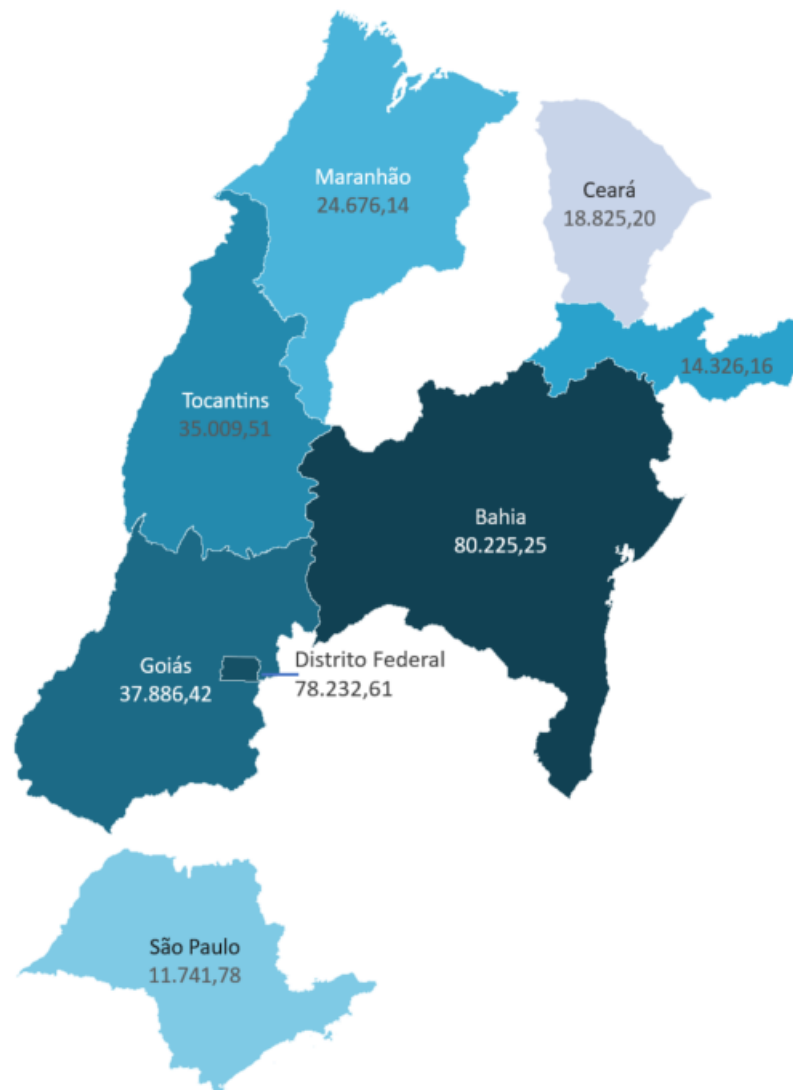 Maranhão
24.676,14
Ceará
18.825,20
14.326,16
Tocantins
35.009,51
Bahia
80.225,25
Goiás
37.886,42
Distrito Federal
78.232,61
São Paulo
11.741,78